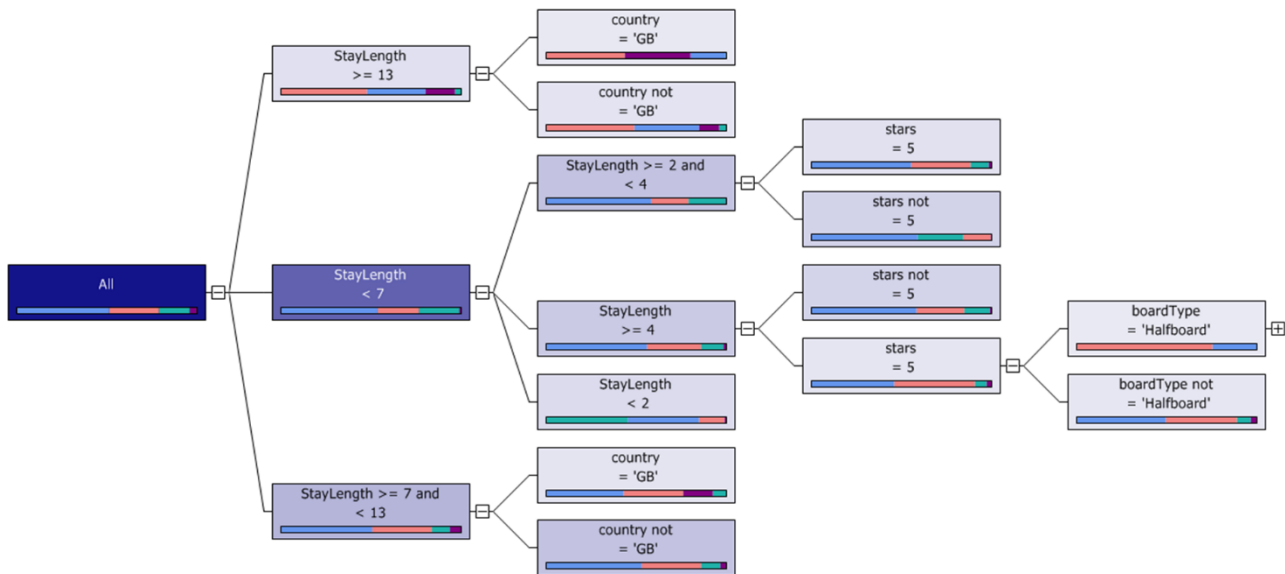 All
StayLength
>= 13
StayLength
< 7
StayLength >= 7 and
< 13
country
= 'GB'
country not
= 'GB'
StayLength >= 2 and
< 4
StayLength
>= 4
StayLength
< 2
country
= 'GB'
country not
= 'GB'
stars
= 5
stars not
= 5
stars not
= 5
stars
= 5
boardType
= 'Halfboard'
boardType not
= 'Halfboard'